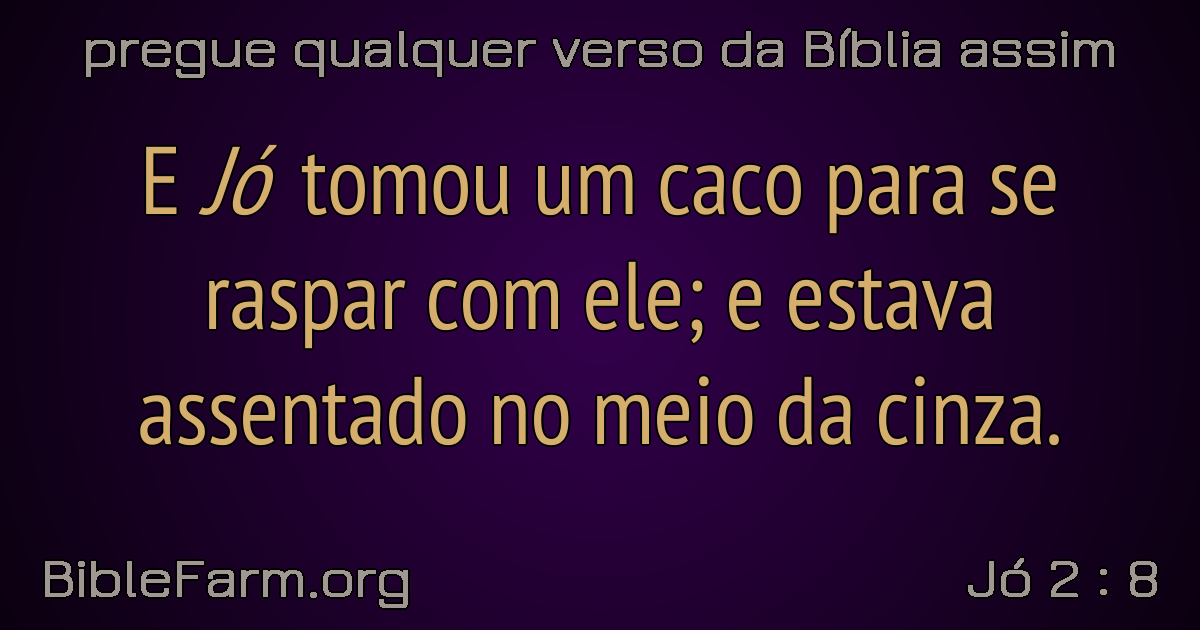 pregue qualquer verso da Bíblia assim
E Jó tomou um caco para se
raspar com ele; e estava
assentado no meio da cinza.
BibleFarm.org
Jó 2 : 8